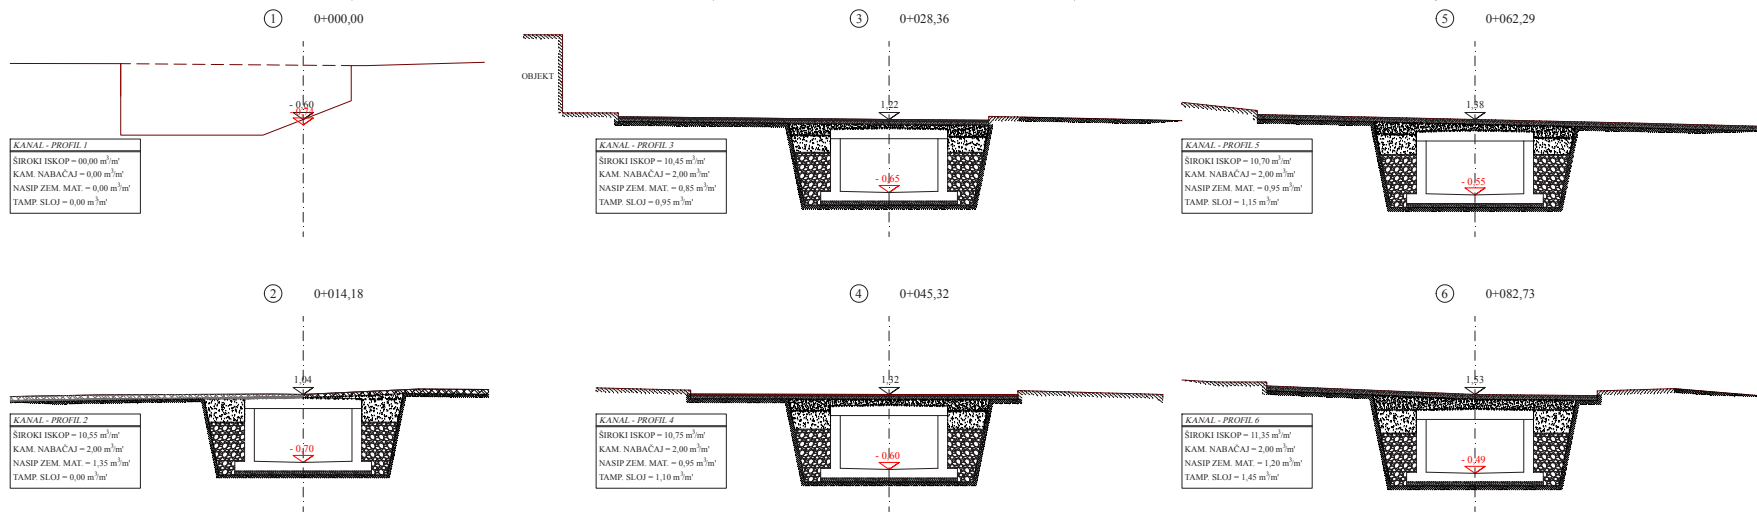 1 0+000,00
- 0,60
KANAL - PROFIL 1
ŠIROKI ISKOP = 00,00 m³/m'
KAM. NABAČAJ = 0,00 m³/m'
NASIP ZEM. MAT. = 0,00 m³/m'
TAMP. SLOJ = 0,00 m³/m'
3 0+028,36
OBJEKT
1,22
- 0,65
KANAL - PROFIL 3
ŠIROKI ISKOP = 10,45 m³/m'
KAM. NABAČAJ = 2,00 m³/m'
NASIP ZEM. MAT. = 0,85 m³/m'
TAMP. SLOJ = 0,95 m³/m'
5 0+062,29
1,38
- 0,55
KANAL - PROFIL 5
ŠIROKI ISKOP = 10,70 m³/m'
KAM. NABAČAJ = 2,00 m³/m'
NASIP ZEM. MAT. = 0,95 m³/m'
TAMP. SLOJ = 1,15 m³/m'
2 0+014,18
1,04
- 0,70
KANAL - PROFIL 2
ŠIROKI ISKOP = 10,55 m³/m'
KAM. NABAČAJ = 2,00 m³/m'
NASIP ZEM. MAT. = 1,35 m³/m'
TAMP. SLOJ = 0,00 m³/m'
4 0+045,32
1,32
- 0,60
KANAL - PROFIL 4
ŠIROKI ISKOP = 10,75 m³/m'
KAM. NABAČAJ = 2,00 m³/m'
NASIP ZEM. MAT. = 0,95 m³/m'
TAMP. SLOJ = 1,10 m³/m'
6 0+082,73
1,53
- 0,49
KANAL - PROFIL 6
ŠIROKI ISKOP = 11,35 m³/m'
KAM. NABAČAJ = 2,00 m³/m'
NASIP ZEM. MAT. = 1,20 m³/m'
TAMP. SLOJ = 1,45 m³/m'